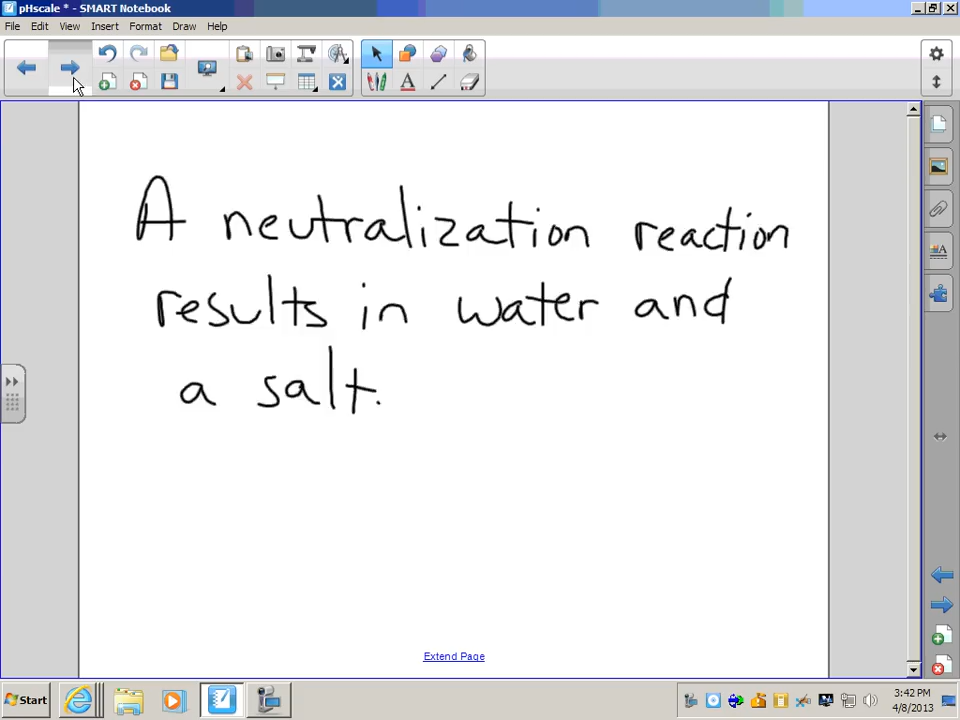 pHscale * - SMART Notebook
File Edit View Insert Format Draw Help
A neutralization reaction
results in water and
a salt.
Extend Page
Start
3:42 PM
4/8/2013